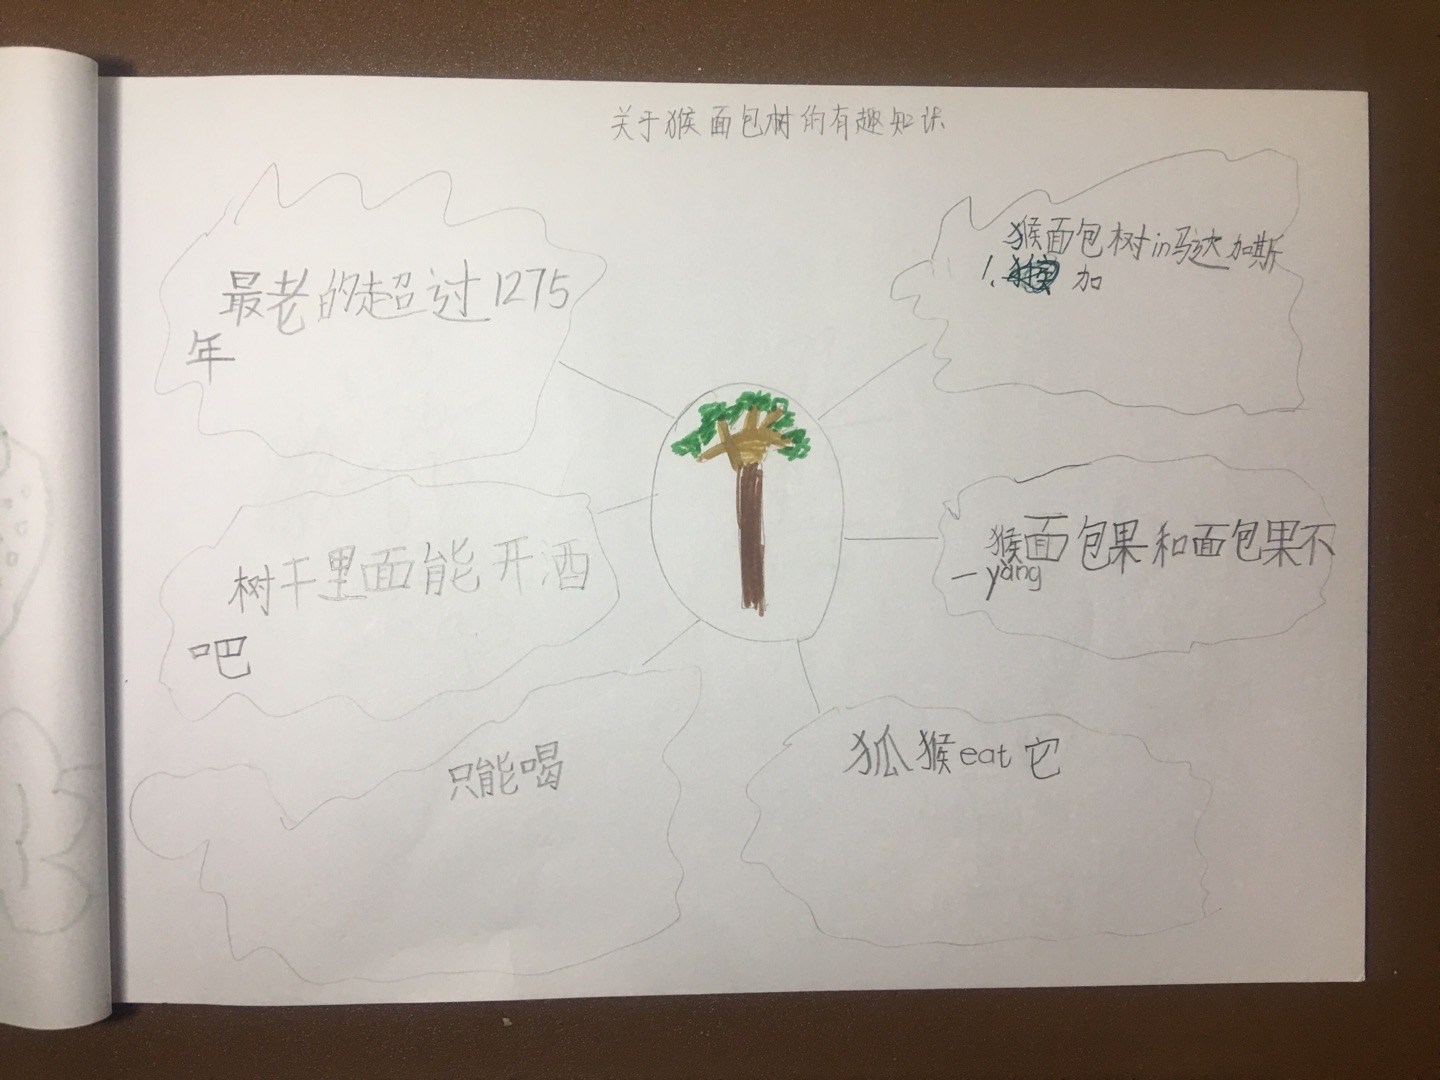 关于猴面包树的有趣知识
最老的超过1275
年
猴面包树in马达加斯
1. 加
树干里面能开酒
吧
猴面包果和面包果不
一yàng
只能喝
狐猴eat它